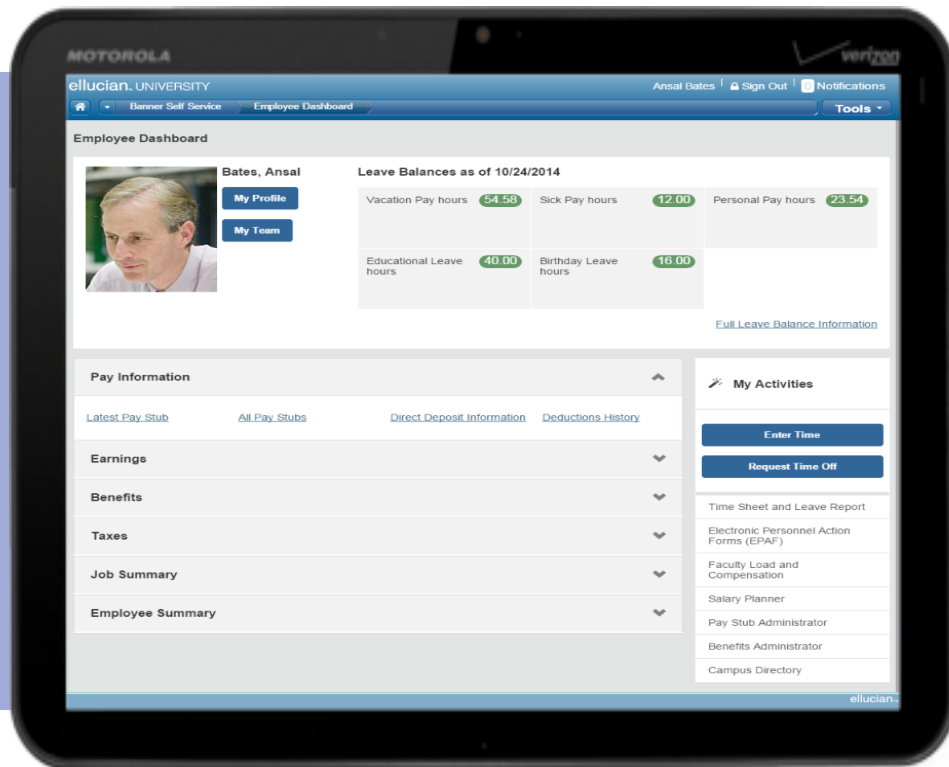 MOTOROLA
verizon
ellucian. UNIVERSITY
Ansal Bates
Sign Out
Notifications
Banner Self Service
Employee Dashboard
Tools
Employee Dashboard
Bates, Ansal
My Profile
My Team
Leave Balances as of 10/24/2014
Vacation Pay hours 54.58
Sick Pay hours 12.00
Personal Pay hours 23.54
Educational Leave 40.00
hours
Birthday Leave 16.00
hours
Full Leave Balance Information
Pay Information
Latest Pay Stub
All Pay Stubs
Direct Deposit Information
Deductions History
Earnings
Benefits
Taxes
Job Summary
Employee Summary
My Activities
Enter Time
Request Time Off
Time Sheet and Leave Report
Electronic Personnel Action
Forms (EPAF)
Faculty Load and
Compensation
Salary Planner
Pay Stub Administrator
Benefits Administrator
Campus Directory
ellucian